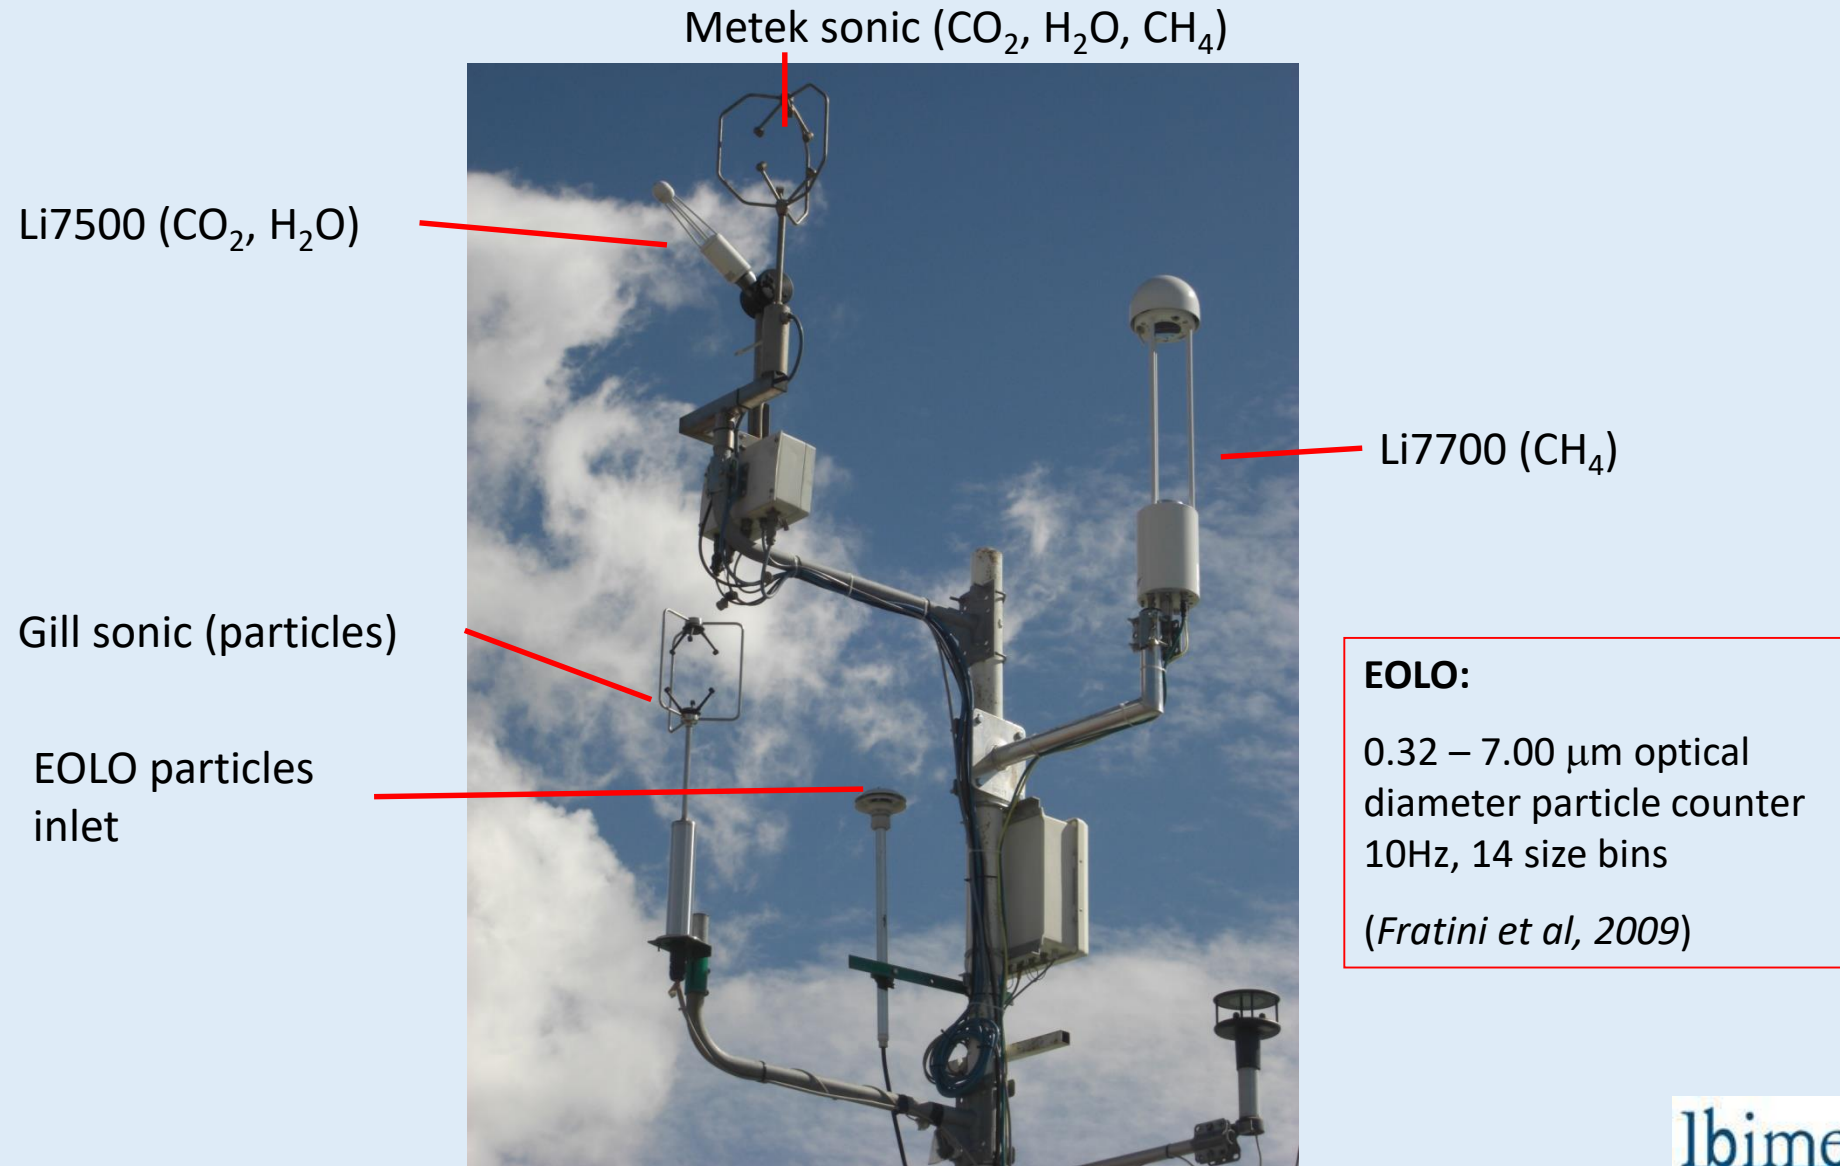 Metek sonic (CO₂, H₂O, CH₄)
Li7500 (CO₂, H₂O)
Li7700 (CH₄)
Gill sonic (particles)
EOLO particles
inlet
EOLO:
0.32 – 7.00 μm optical
diameter particle counter
10Hz, 14 size bins
(Fratini et al, 2009)